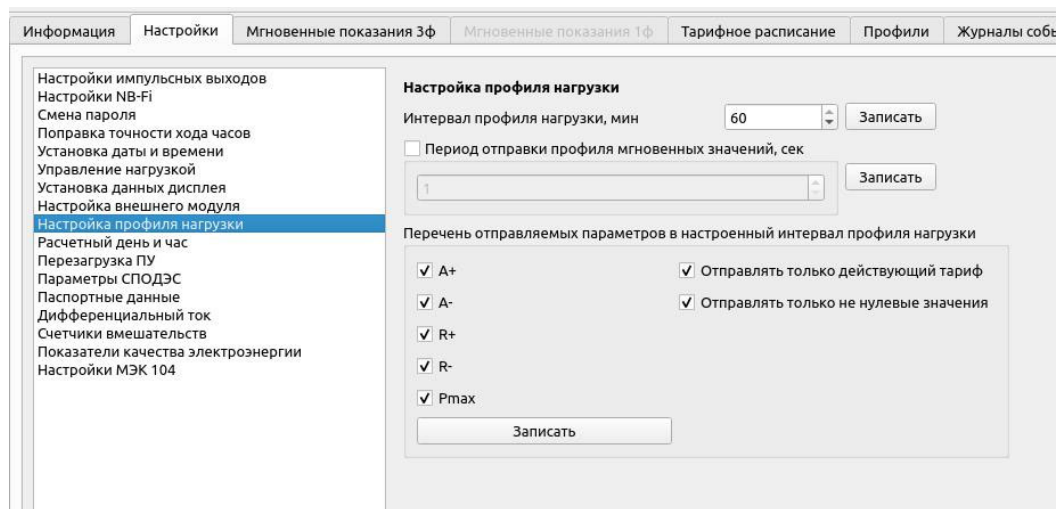 Информация Настройки Мгновенные показания 3ф Мгновенные показания 1ф Тарифное расписание Профили Журналы собы
Настройки импульсных выходов
Настройки NB-Fi
Смена пароля
Поправка точности хода часов
Установка даты и времени
Управление нагрузкой
Установка данных дисплея
Настройка внешнего модуля
Настройка профиля нагрузки
Расчетный день и час
Перезагрузка ПУ
Параметры СПОДЭС
Паспортные данные
Дифференциальный ток
Счетчики вмешательств
Показатели качества электроэнергии
Настройки МЭК 104
Настройка профиля нагрузки
Интервал профиля нагрузки, мин 60 Записать
Период отправки профиля мгновенных значений, сек
1 Записать
Перечень отправляемых параметров в настроенный интервал профиля нагрузки
A+ Отправлять только действующий тариф
A- Отправлять только не нулевые значения
R+
R-
Pmax
Записать